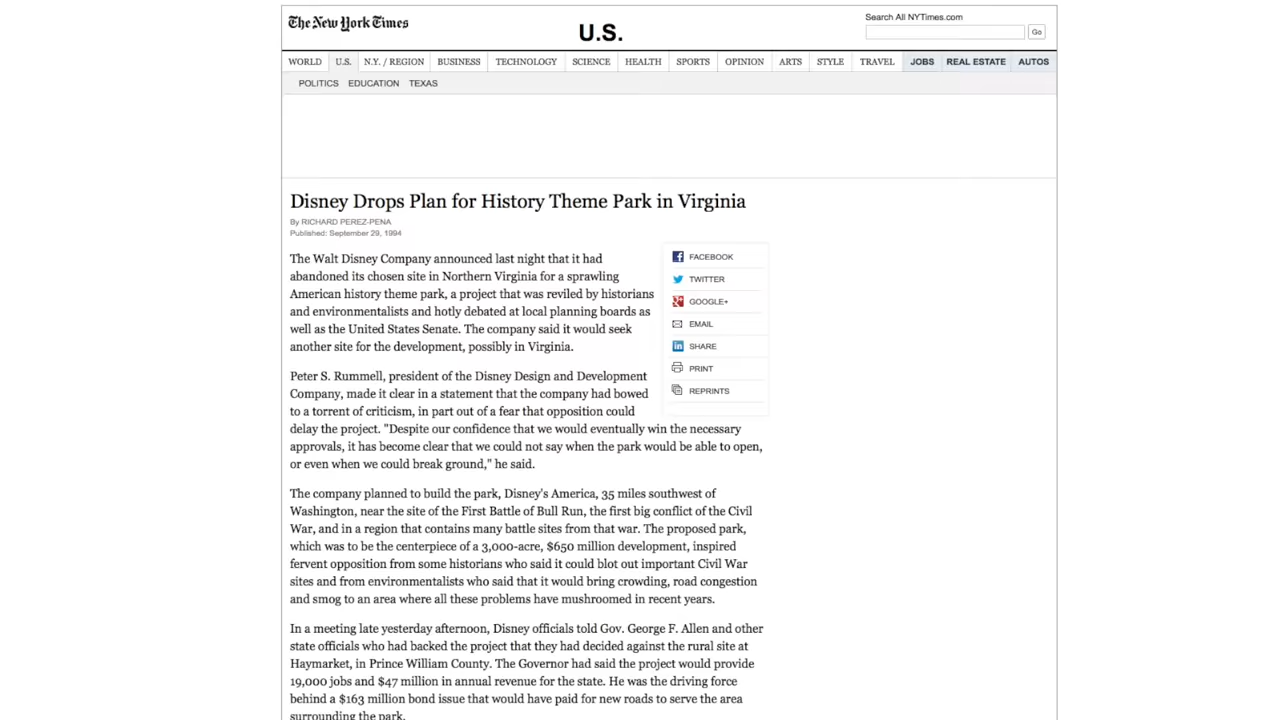 The New York Times
U.S.
Search All NYTimes.com
Go
WORLD U.S. N.Y. / REGION BUSINESS TECHNOLOGY SCIENCE HEALTH SPORTS OPINION ARTS STYLE TRAVEL JOBS REAL ESTATE AUTOS
POLITICS EDUCATION TEXAS
Disney Drops Plan for History Theme Park in Virginia
By RICHARD PEREZ-PENA
Published: September 29, 1994
The Walt Disney Company announced last night that it had
abandoned its chosen site in Northern Virginia for a sprawling
American history theme park, a project that was reviled by historians
and environmentalists and hotly debated at local planning boards as
well as the United States Senate. The company said it would seek
another site for the development, possibly in Virginia.
FACEBOOK
TWITTER
GOOGLE+
EMAIL
SHARE
PRINT
REPRINTS
Peter S. Rummell, president of the Disney Design and Development
Company, made it clear in a statement that the company had bowed
to a torrent of criticism, in part out of a fear that opposition could
delay the project. "Despite our confidence that we would eventually win the necessary
approvals, it has become clear that we could not say when the park would be able to open,
or even when we could break ground," he said.
The company planned to build the park, Disney's America, 35 miles southwest of
Washington, near the site of the First Battle of Bull Run, the first big conflict of the Civil
War, and in a region that contains many battle sites from that war. The proposed park,
which was to be the centerpiece of a 3,000-acre, $650 million development, inspired
fervent opposition from some historians who said it could blot out important Civil War
sites and from environmentalists who said that it would bring crowding, road congestion
and smog to an area where all these problems have mushroomed in recent years.
In a meeting late yesterday afternoon, Disney officials told Gov. George F. Allen and other
state officials who had backed the project that they had decided against the rural site at
Haymarket, in Prince William County. The Governor had said the project would provide
19,000 jobs and $47 million in annual revenue for the state. He was the driving force
behind a $163 million bond issue that would have paid for new roads to serve the area
surrounding the park.